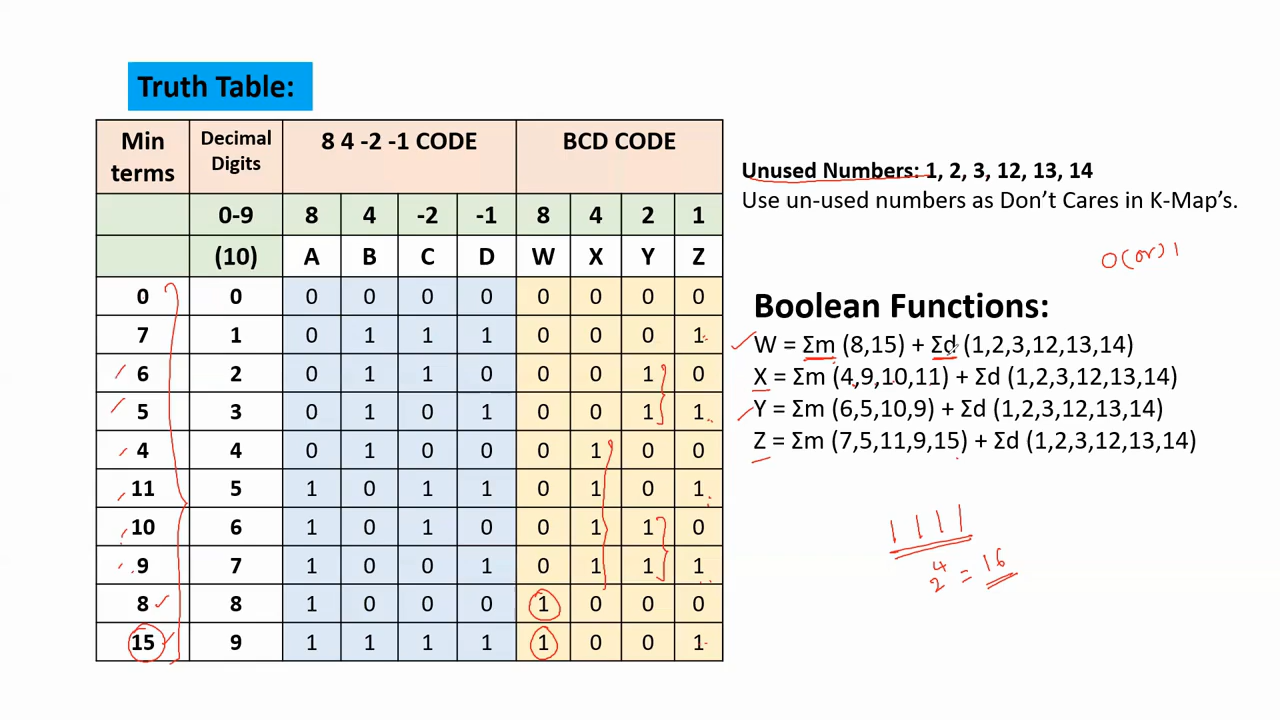 Truth Table:
Min terms | Decimal Digits | 8 4 -2 -1 CODE | BCD CODE
0-9 | 8 | 4 | -2 | -1 | 8 | 4 | 2 | 1
(10) | A | B | C | D | W | X | Y | Z
0 | 0 | 0 | 0 | 0 | 0 | 0 | 0 | 0 | 0
7 | 1 | 0 | 1 | 1 | 1 | 0 | 0 | 0 | 1
6 | 2 | 0 | 1 | 1 | 0 | 0 | 0 | 1 | 0
5 | 3 | 0 | 1 | 0 | 1 | 0 | 0 | 1 | 1
4 | 4 | 0 | 1 | 0 | 0 | 0 | 1 | 0 | 0
11 | 5 | 1 | 0 | 1 | 1 | 0 | 1 | 0 | 1
10 | 6 | 1 | 0 | 1 | 0 | 0 | 1 | 1 | 0
9 | 7 | 1 | 0 | 0 | 1 | 0 | 1 | 1 | 1
8 | 8 | 1 | 0 | 0 | 0 | 1 | 0 | 0 | 0
15 | 9 | 1 | 1 | 1 | 1 | 1 | 0 | 0 | 1
Unused Numbers: 1, 2, 3, 12, 13, 14
Use un-used numbers as Don’t Cares in K-Map’s.
0 (or) 1
Boolean Functions:
W = Σm (8,15) + Σd (1,2,3,12,13,14)
X = Σm (4,9,10,11) + Σd (1,2,3,12,13,14)
Y = Σm (6,5,10,9) + Σd (1,2,3,12,13,14)
Z = Σm (7,5,11,9,15) + Σd (1,2,3,12,13,14)
1 1 1 1
2⁴ = 16